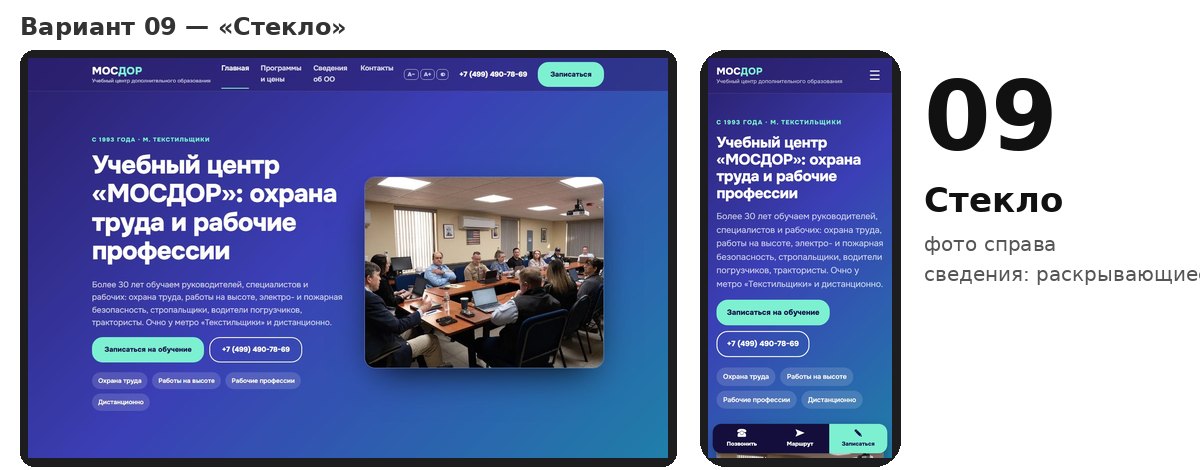 Вариант 09 — «Стекло»
МОСДОР
Учебный центр дополнительного образования
Главная
Программы
и цены
Сведения
об ОО
Контакты
А−
А+
+7 (499) 490-78-69
Записаться
С 1993 ГОДА · М. ТЕКСТИЛЬЩИКИ
Учебный центр
«МОСДОР»: охрана
труда и рабочие
профессии
Более 30 лет обучаем руководителей, специалистов и
рабочих: охрана труда, работы на высоте, электро- и пожарная
безопасность, стропальщики, водители погрузчиков,
трактористы. Очно у метро «Текстильщики» и дистанционно.
Записаться на обучение
+7 (499) 490-78-69
Охрана труда
Работы на высоте
Рабочие профессии
Дистанционно
МОСДОР
Учебный центр дополнительного образования
С 1993 ГОДА · М. ТЕКСТИЛЬЩИКИ
Учебный центр
«МОСДОР»: охрана
труда и рабочие
профессии
Более 30 лет обучаем руководителей,
специалистов и рабочих: охрана труда,
работы на высоте, электро- и пожарная
безопасность, стропальщики, водители
погрузчиков, трактористы. Очно у
метро «Текстильщики» и дистанционно.
Записаться на обучение
+7 (499) 490-78-69
Охрана труда
Работы на высоте
Рабочие профессии
Дистанционно
Позвонить
Маршрут
Записаться
09
Стекло
фото справа
сведения: раскрывающиес